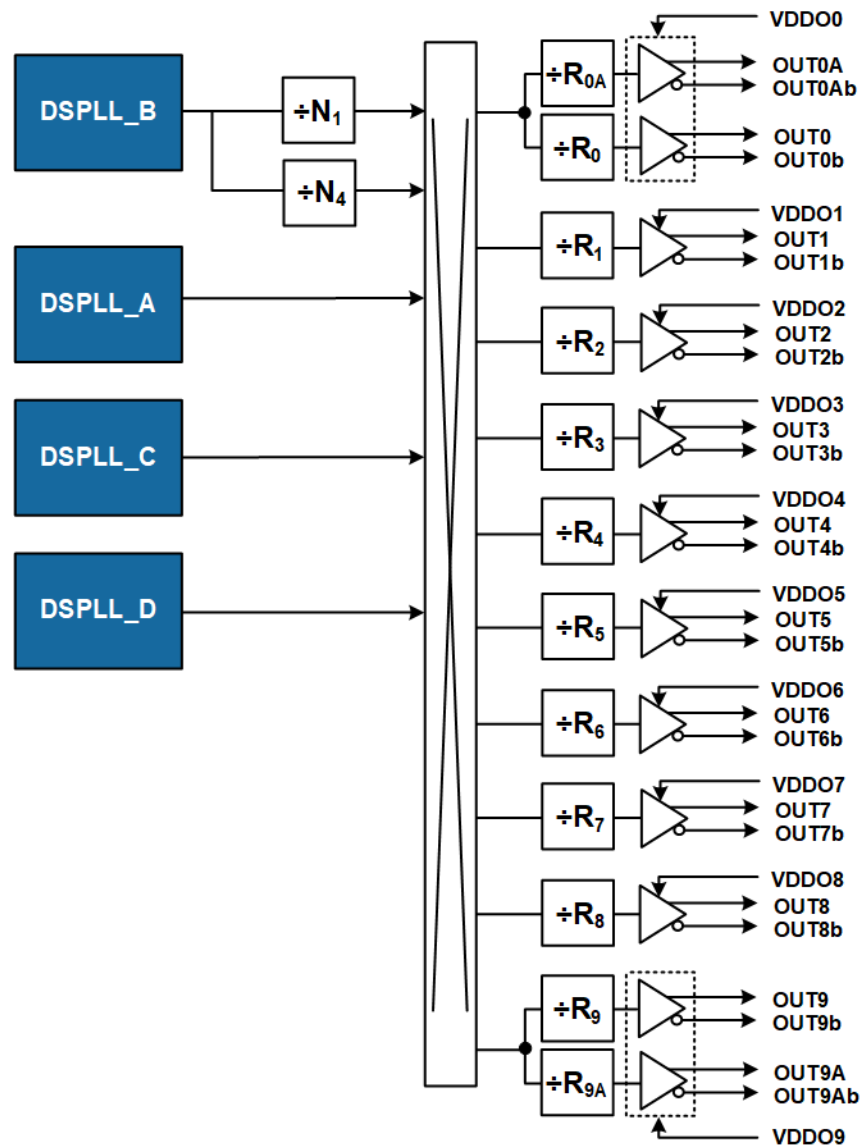 DSPLL_B
÷N1
÷N4
DSPLL_A
DSPLL_C
DSPLL_D
÷R0A
÷R0
÷R1
÷R2
÷R3
÷R4
÷R5
÷R6
÷R7
÷R8
÷R9
÷R9A
VDDO0
OUT0A
OUT0Ab
OUT0
OUT0b
VDDO1
OUT1
OUT1b
VDDO2
OUT2
OUT2b
VDDO3
OUT3
OUT3b
VDDO4
OUT4
OUT4b
VDDO5
OUT5
OUT5b
VDDO6
OUT6
OUT6b
VDDO7
OUT7
OUT7b
VDDO8
OUT8
OUT8b
OUT9
OUT9b
OUT9A
OUT9Ab
VDDO9